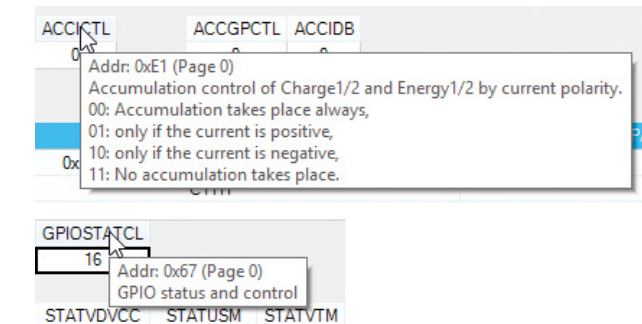 ACCICTL ACCGPCTL ACCIDB
Addr: 0xE1 (Page 0)
Accumulation control of Charge1/2 and Energy1/2 by current polarity.
00: Accumulation takes place always,
01: only if the current is positive,
10: only if the current is negative,
11: No accumulation takes place.
0x
GPIOSTATCL
16
Addr: 0x67 (Page 0)
GPIO status and control
STATVDVCC STATUSM STATVTM